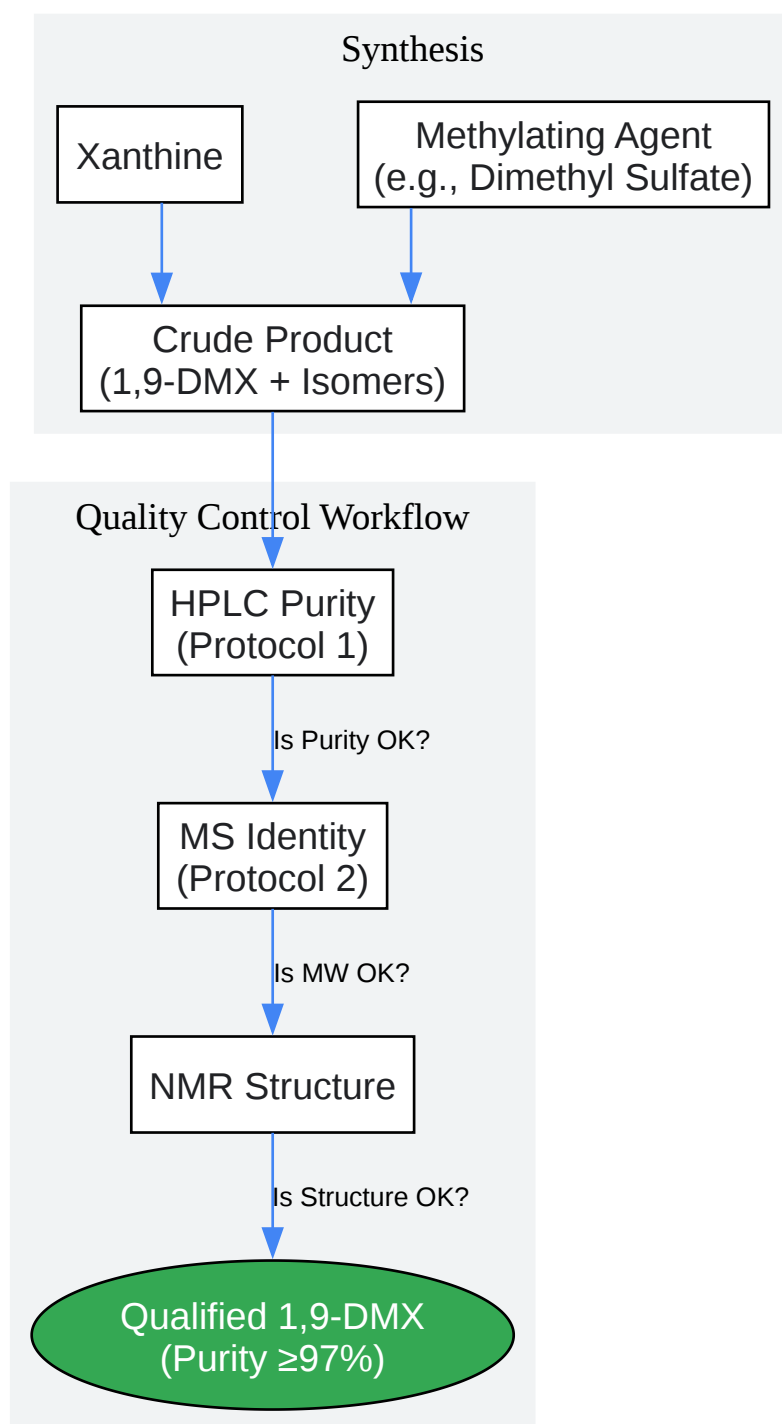 Synthesis
Xanthine
Methylating Agent
(e.g., Dimethyl Sulfate)
Crude Product
(1,9-DMX + Isomers)
Quality Control Workflow
HPLC Purity
(Protocol 1)
Is Purity OK?
MS Identity
(Protocol 2)
Is MW OK?
NMR Structure
Is Structure OK?
Qualified 1,9-DMX
(Purity ≥97%)